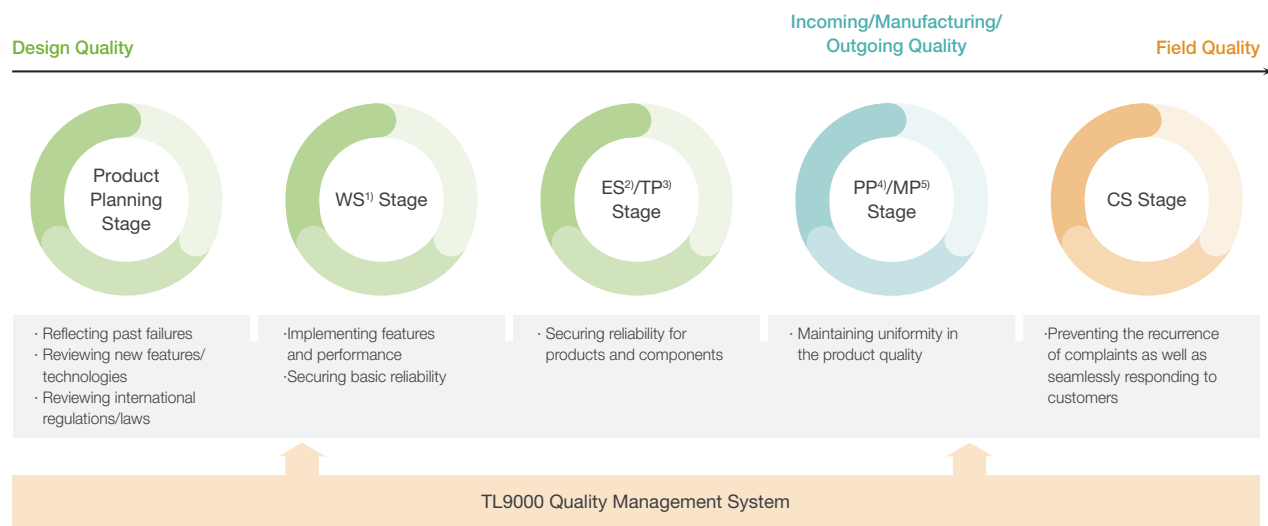 Design Quality
Incoming/Manufacturing/
Outgoing Quality
Field Quality
Product
Planning
Stage
WS1) Stage
ES2)/TP3)
Stage
PP4)/MP5)
Stage
CS Stage
· Reflecting past failures
· Reviewing new features/
technologies
· Reviewing international
regulations/laws
·Implementing features
and performance
·Securing basic reliability
· Securing reliability for
products and components
· Maintaining uniformity in
the product quality
·Preventing the recurrence
of complaints as well as
seamlessly responding to
customers
TL9000 Quality Management System